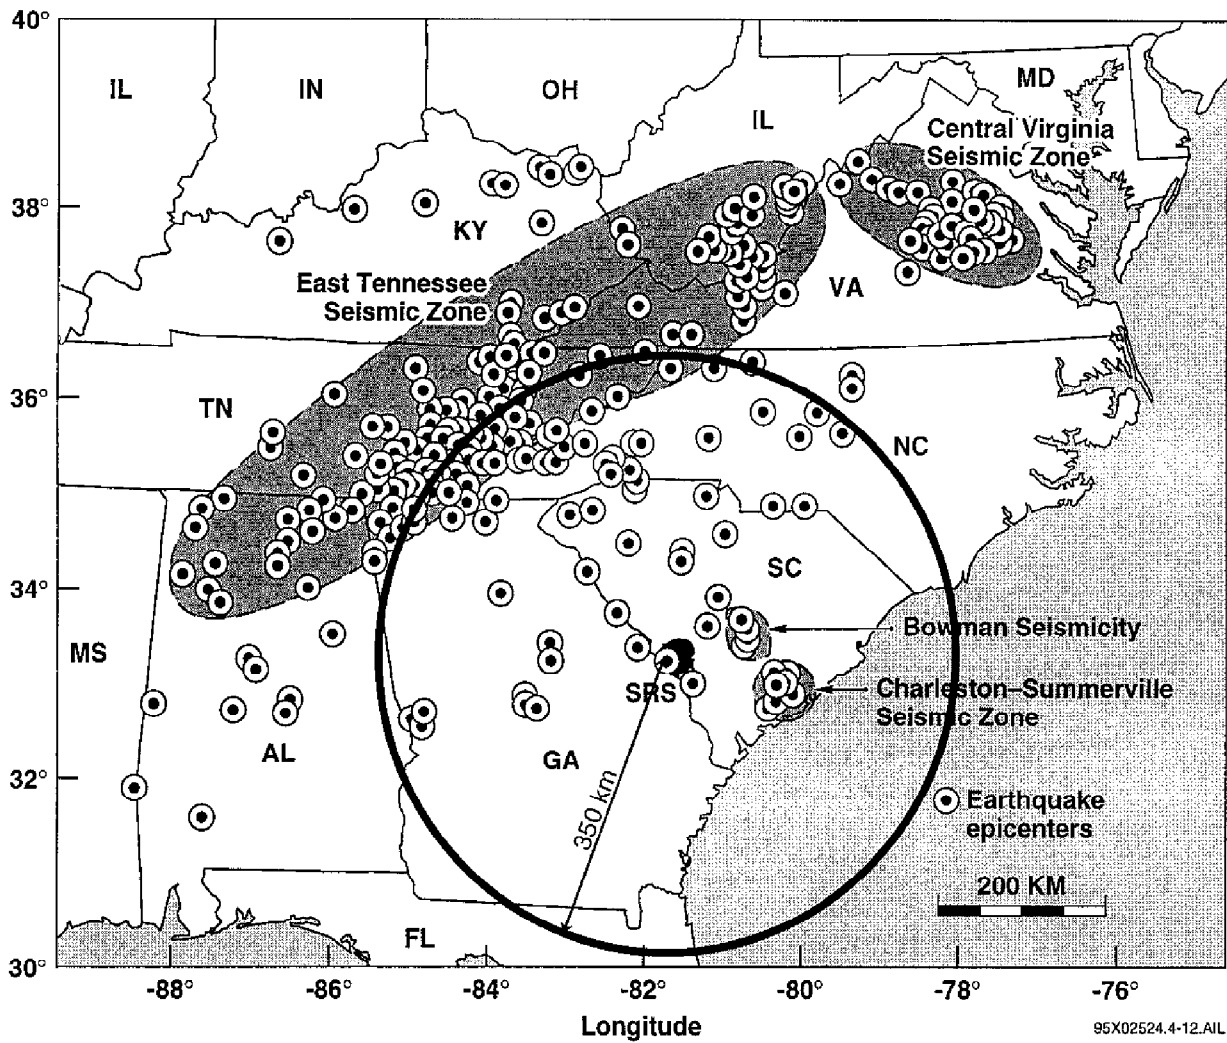 40°
IL
IN
OH
MD
IL
Central Virginia
Seismic Zone
38°
KY
East Tennessee
Seismic Zone
VA
36°
TN
NC
34°
SC
MS
Bowman Seismicity
SRS
Charleston–Summerville
Seismic Zone
AL
GA
32°
350 km
Earthquake
epicenters
200 KM
FL
30°
-88° -86° -84° -82° -80° -78° -76°
Longitude
95X02524.4-12.AIL